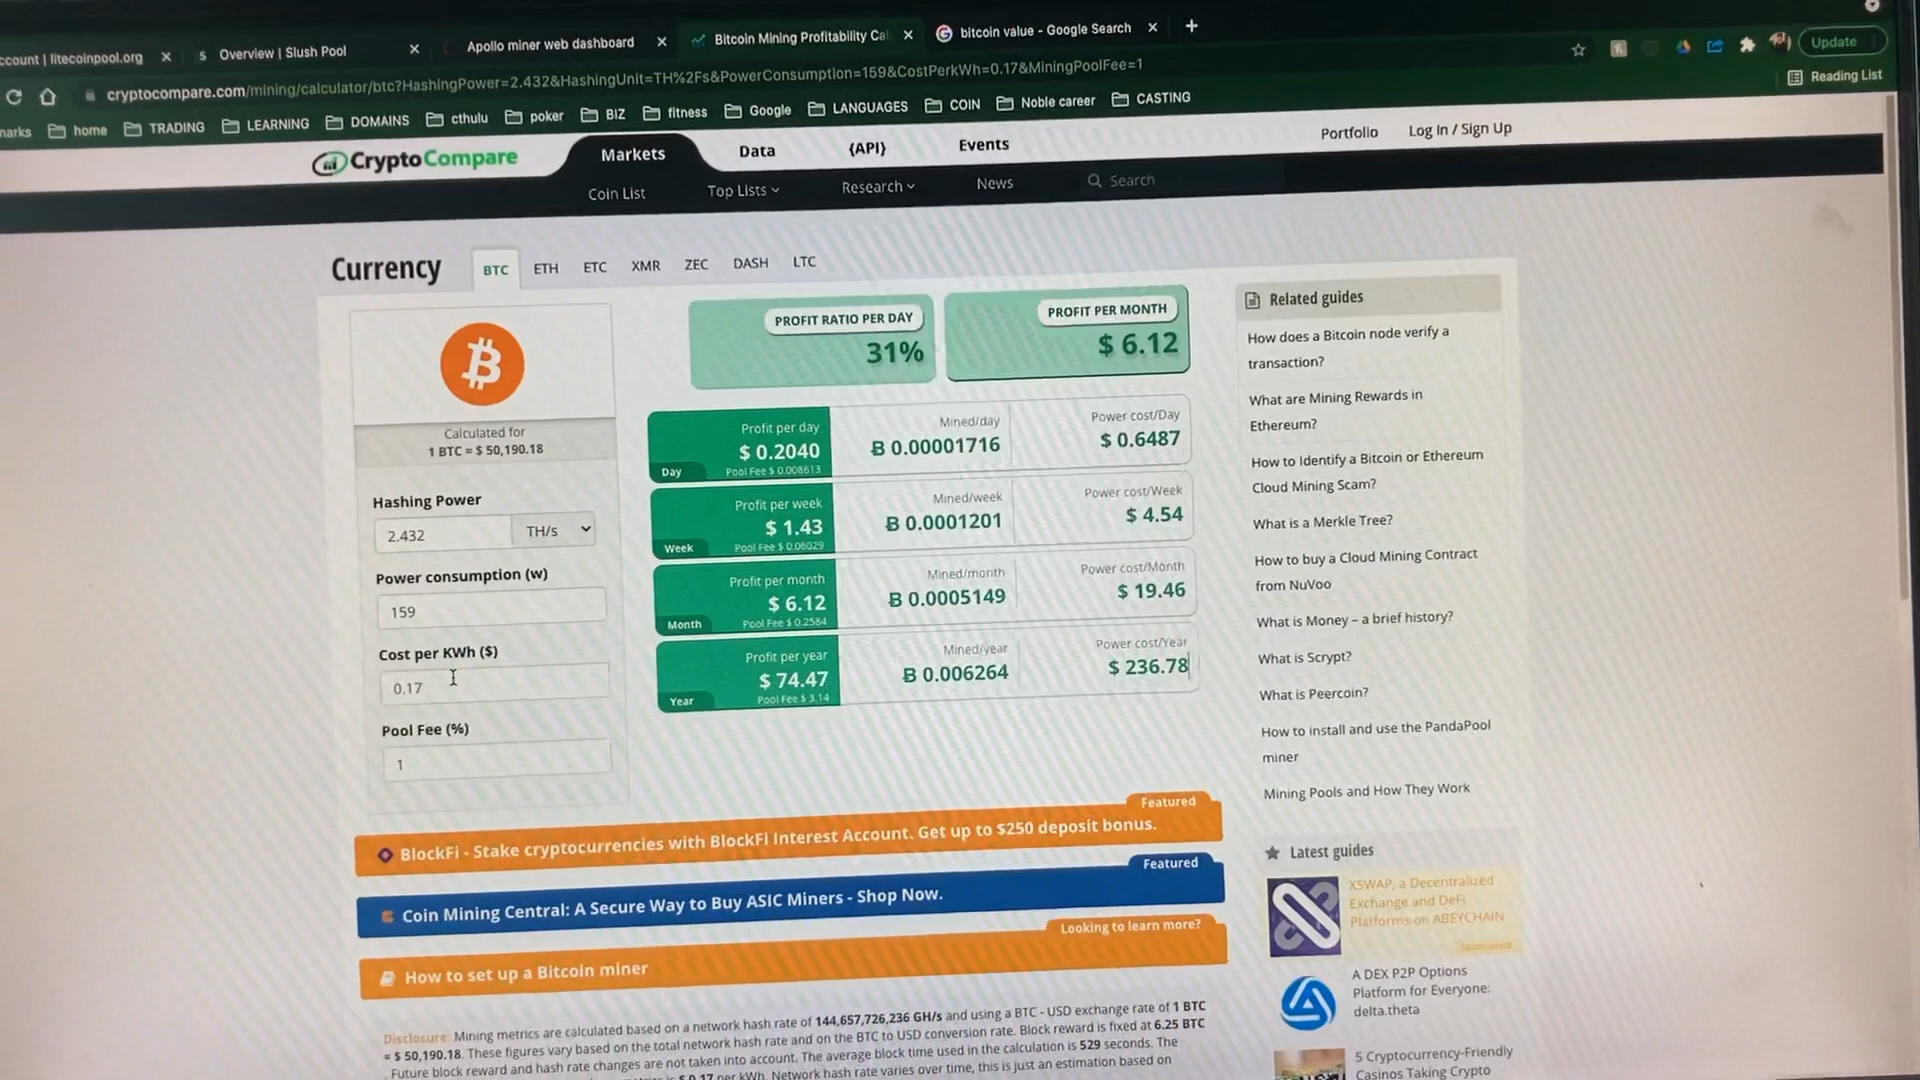 ccount | litecoinpool.org
Overview | Slush Pool
Apollo miner web dashboard
Bitcoin Mining Profitability Cal
bitcoin value - Google Search
Update
cryptocompare.com/mining/calculator/btc?HashingPower=2.432&HashingUnit=TH%2Fs&PowerConsumption=159&CostPerkWh=0.17&MiningPoolFee=1
Reading List
narks home TRADING LEARNING DOMAINS cthulu poker BIZ fitness Google LANGUAGES COIN Noble career CASTING
CryptoCompare
Markets Data (API) Events
Portfolio Log In / Sign Up
Coin List Top Lists Research News Search
Currency
BTC ETH ETC XMR ZEC DASH LTC
Calculated for
1 BTC = $ 50,190.18
Hashing Power
2.432 TH/s
Power consumption (w)
159
Cost per KWh ($)
0.17
Pool Fee (%)
1
PROFIT RATIO PER DAY
31%
PROFIT PER MONTH
$ 6.12
Profit per day
$ 0.2040
Day Pool Fee $ 0.008613
Mined/day
Ƀ 0.00001716
Power cost/Day
$ 0.6487
Profit per week
$ 1.43
Week Pool Fee $ 0.06029
Mined/week
Ƀ 0.0001201
Power cost/Week
$ 4.54
Profit per month
$ 6.12
Month Pool Fee $ 0.2584
Mined/month
Ƀ 0.0005149
Power cost/Month
$ 19.46
Profit per year
$ 74.47
Year Pool Fee $ 3.14
Mined/year
Ƀ 0.006264
Power cost/Year
$ 236.78
Related guides
How does a Bitcoin node verify a
transaction?
What are Mining Rewards in
Ethereum?
How to Identify a Bitcoin or Ethereum
Cloud Mining Scam?
What is a Merkle Tree?
How to buy a Cloud Mining Contract
from NuVoo
What is Money – a brief history?
What is Scrypt?
What is Peercoin?
How to install and use the PandaPool
miner
Mining Pools and How They Work
Featured
BlockFi - Stake cryptocurrencies with BlockFi Interest Account. Get up to $250 deposit bonus.
Featured
Coin Mining Central: A Secure Way to Buy ASIC Miners - Shop Now.
Looking to learn more?
How to set up a Bitcoin miner
Disclosure: Mining metrics are calculated based on a network hash rate of 144,657,726,236 GH/s and using a BTC - USD exchange rate of 1 BTC
= $ 50,190.18. These figures vary based on the total network hash rate and on the BTC to USD conversion rate. Block reward is fixed at 6.25 BTC
. Future block reward and hash rate changes are not taken into account. The average block time used in the calculation is 529 seconds. The
$ 0.17 per kWh. Network hash rate varies over time, this is just an estimation based on
Latest guides
XSWAP, a Decentralized
Exchange and DeFi
Platforms on ABEYCHAIN
Sponsored
A DEX P2P Options
Platform for Everyone:
delta.theta
5 Cryptocurrency-Friendly
Casinos Taking Crypto